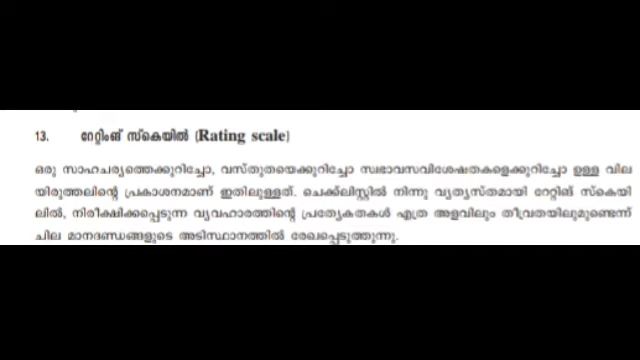 13. റേറ്റിംങ് സ്കെയിൽ (Rating scale)
ഒരു സാഹചര്യത്തെക്കുറിച്ചോ, വസ്തുതയെക്കുറിച്ചോ സ്വഭാവസവിശേഷതകളെക്കുറിച്ചോ ഉള്ള വില
യിരുത്തലിന്റെ പ്രകാശനമാണ് ഇതിലുള്ളത്. ചെക്ക്‌ലിസ്റ്റിൽ നിന്നു വ്യത്യസ്തമായി റേറ്റിങ് സ്കെയി
ലിൽ, നിരീക്ഷിക്കപ്പെടുന്ന വ്യവഹാരത്തിന്റെ പ്രത്യേകതകൾ എത്ര അളവിലും തീവ്രതയിലുമുണ്ടെന്ന്
ചില മാനദണ്ഡങ്ങളുടെ അടിസ്ഥാനത്തിൽ രേഖപ്പെടുത്തുന്നു.